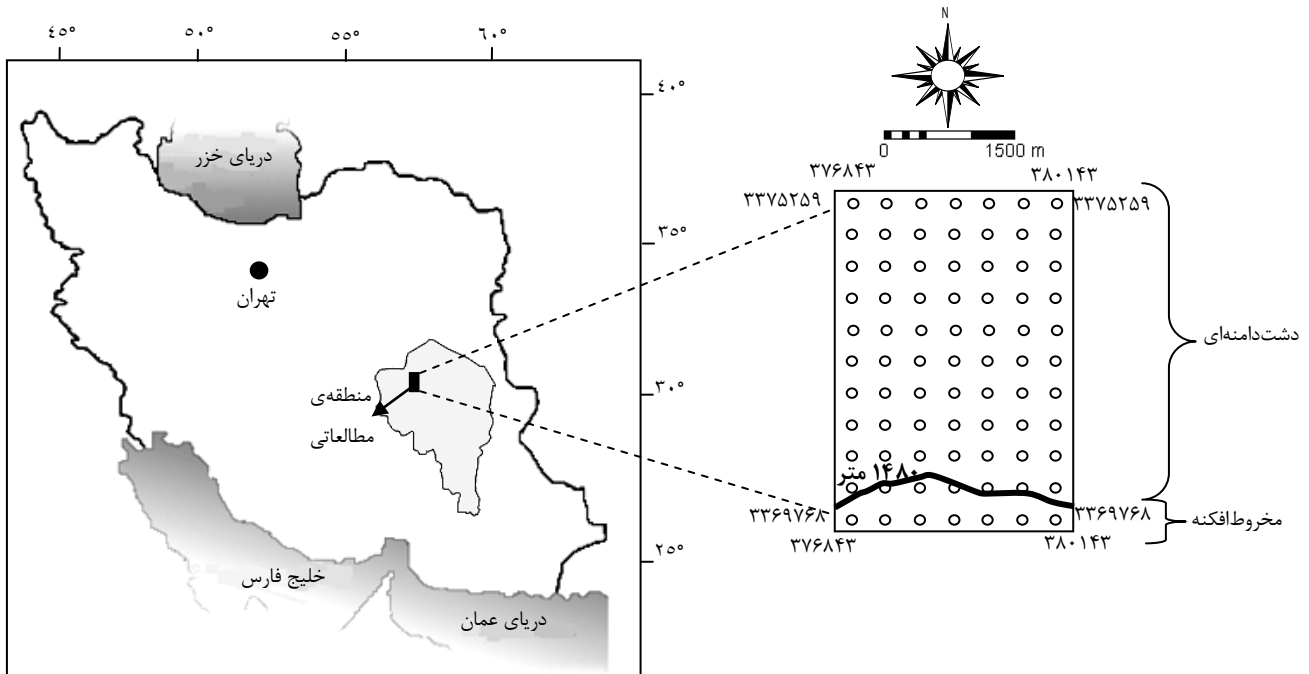 ۴۵° ۵۰° ۵۵° ۶۰°
۴۰°
۳۵°
۳۰°
۲۵°
دریای خزر
تهران
منطقه‌ی
مطالعاتی
خلیج فارس
دریای عمان
N
0 1500 m
۳۷۶۸۴۳ ۳۸۰۱۴۳
۳۳۷۵۲۵۹ ۳۳۷۵۲۵۹
دشت‌دامنه‌ای
۱۴۸۰ متر
۳۳۶۹۷۶۸ ۳۳۶۹۷۶۸
مخروط‌افکنه
۳۷۶۸۴۳ ۳۸۰۱۴۳